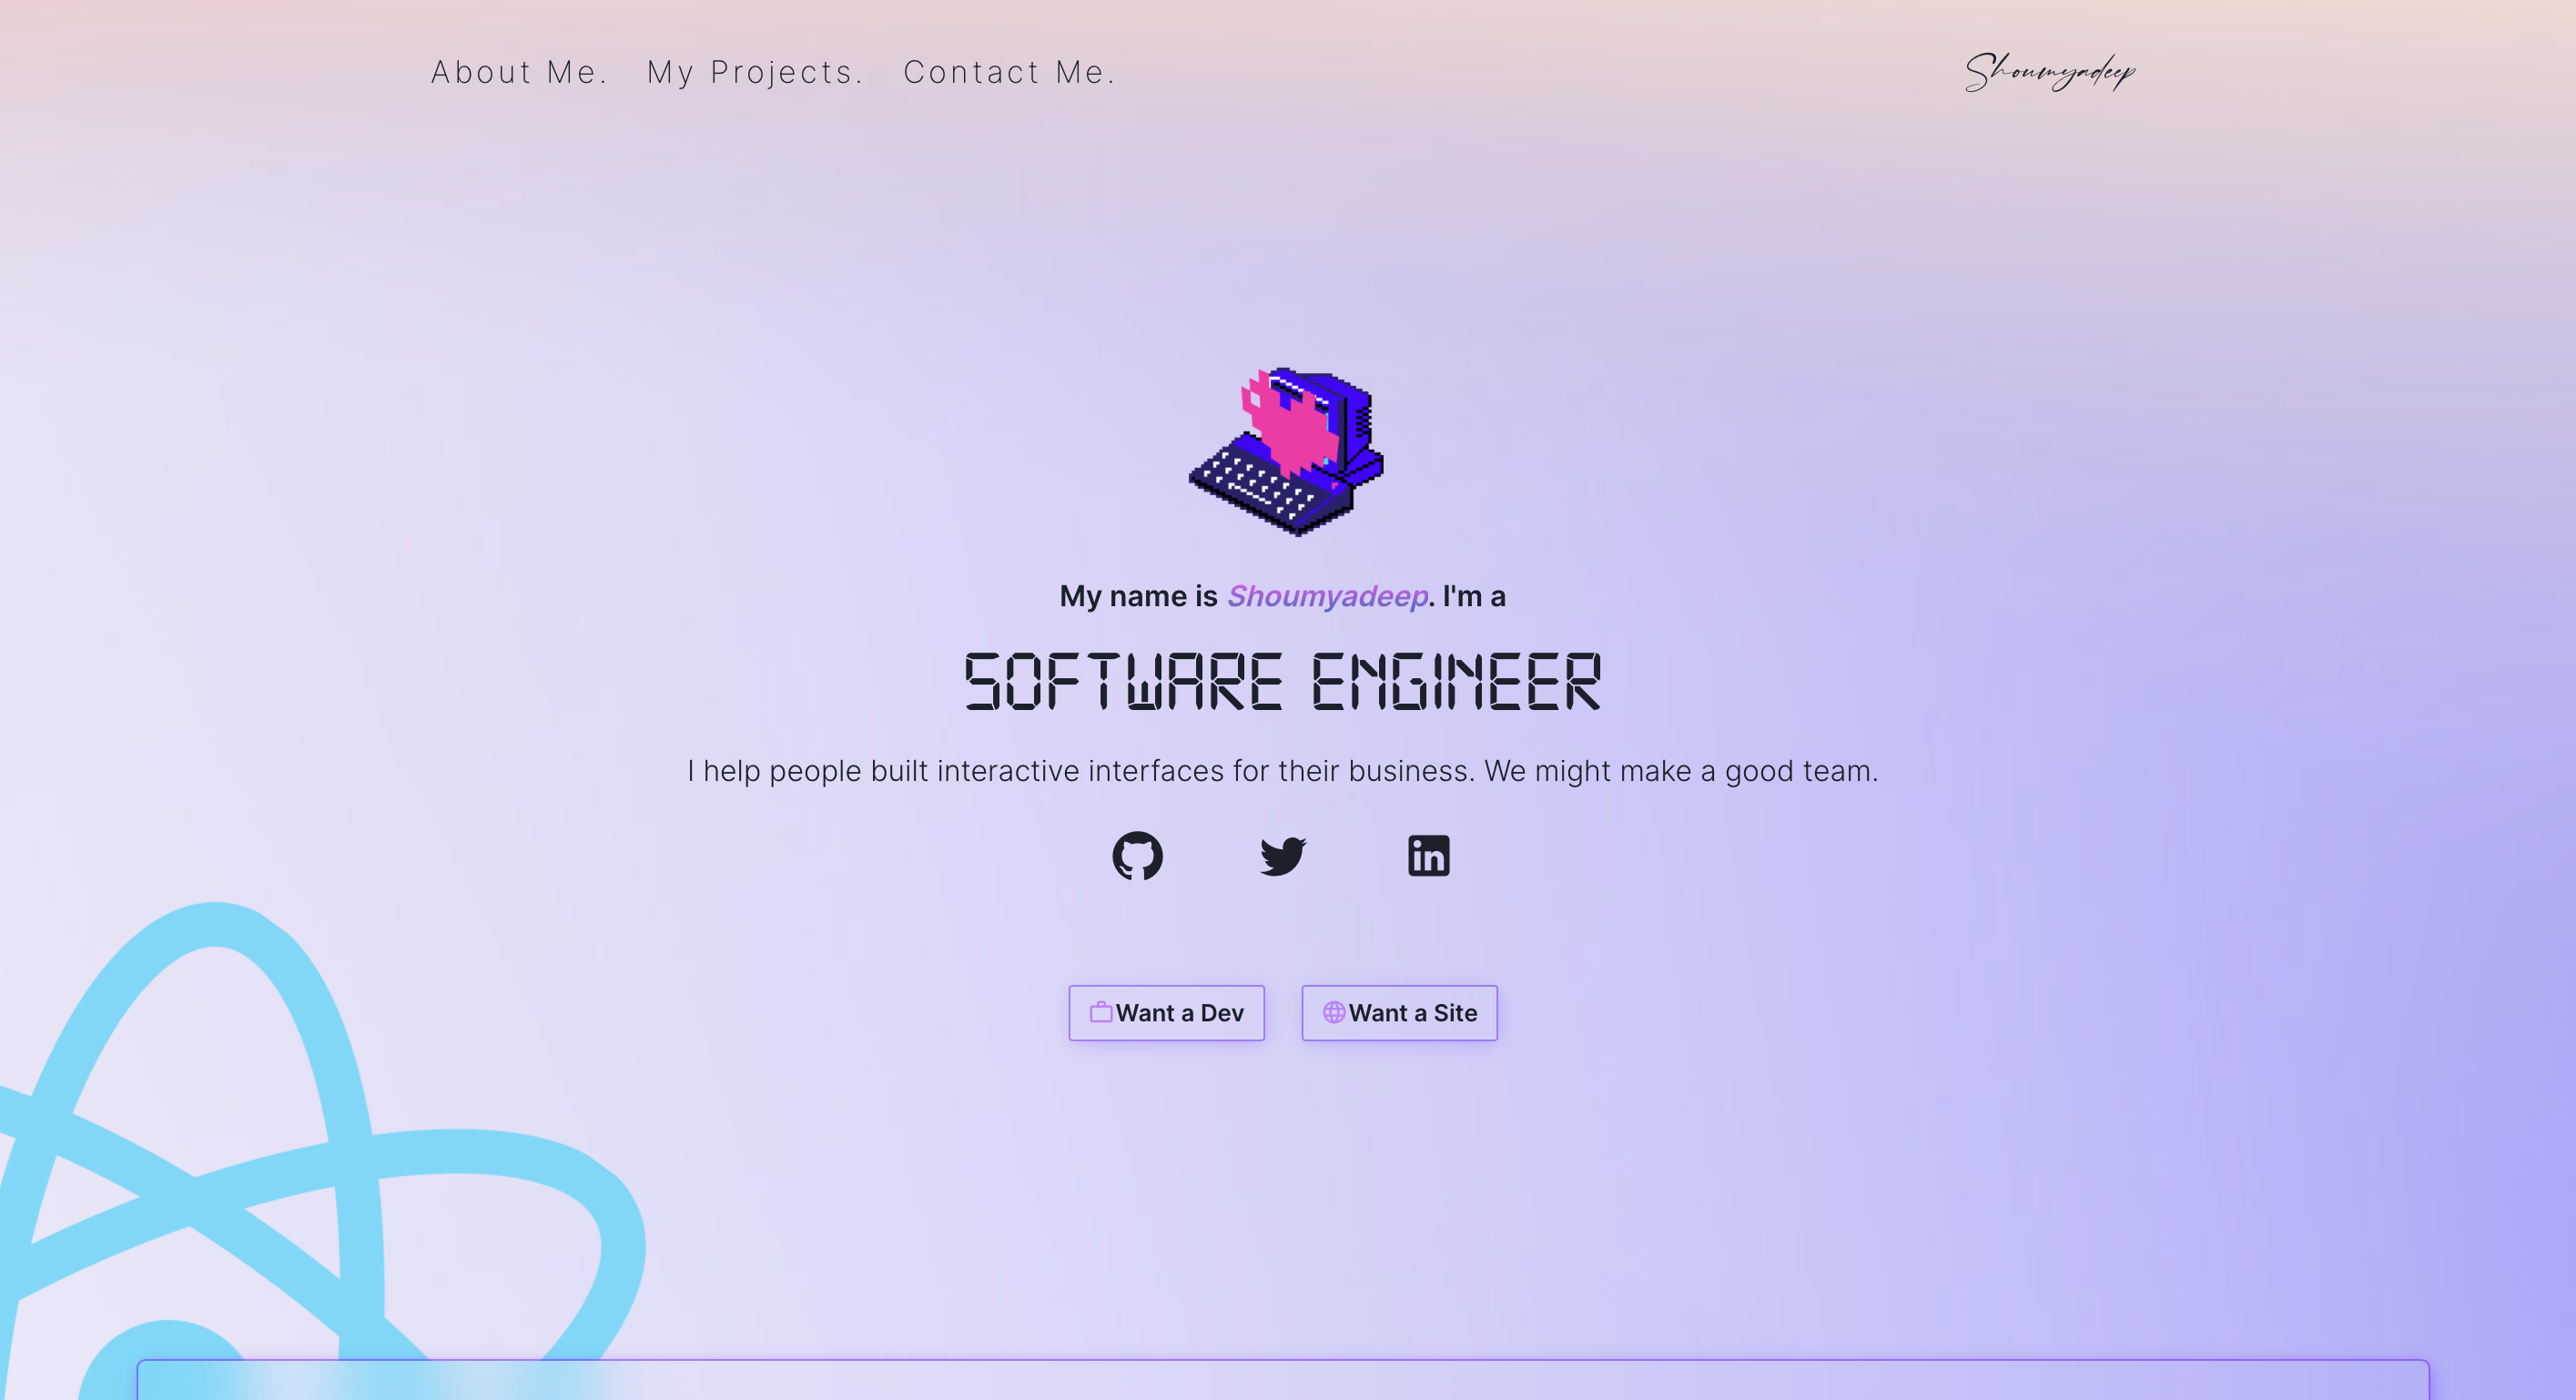 About Me. My Projects. Contact Me. Shoumyadeep
My name is Shoumyadeep. I'm a
SOFTWARE ENGINEER
I help people built interactive interfaces for their business. We might make a good team.
in
Want a Dev Want a Site